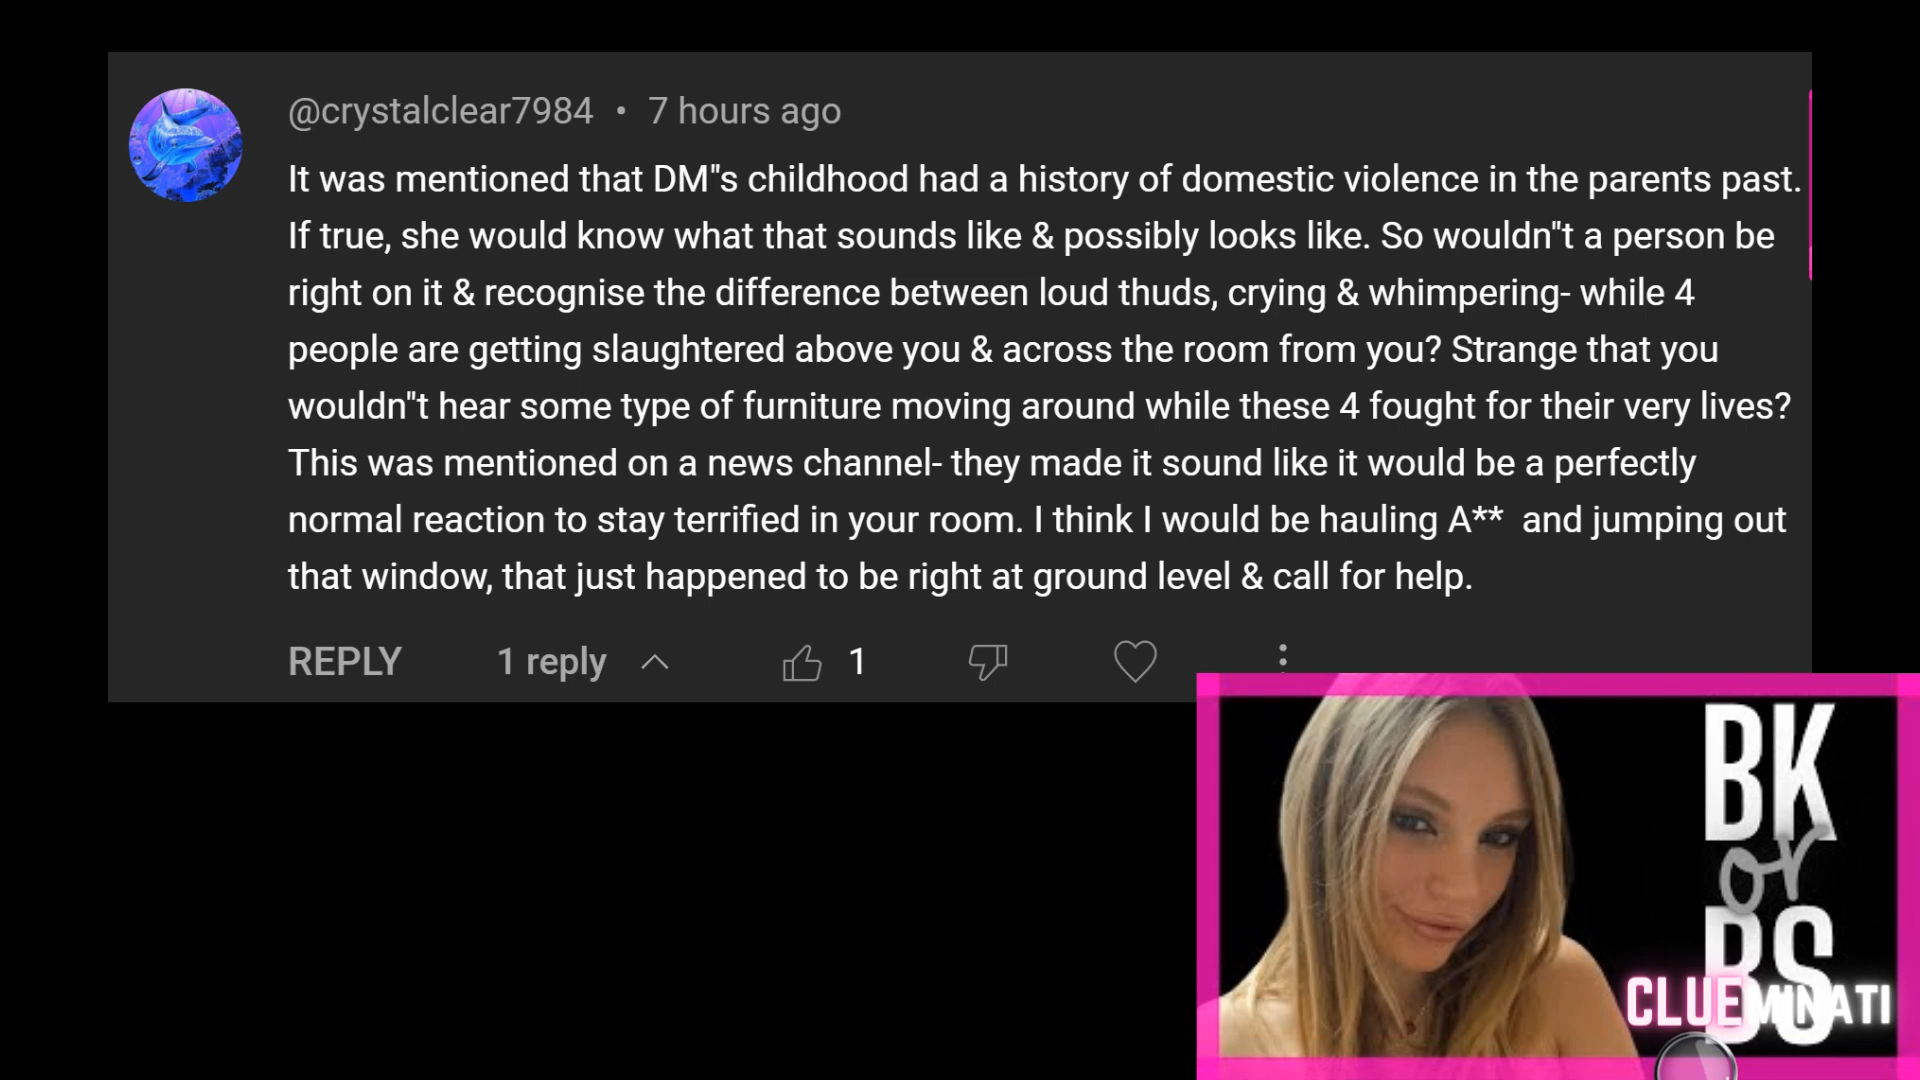 @crystalclear7984 • 7 hours ago
It was mentioned that DM"s childhood had a history of domestic violence in the parents past.
If true, she would know what that sounds like & possibly looks like. So wouldn"t a person be
right on it & recognise the difference between loud thuds, crying & whimpering- while 4
people are getting slaughtered above you & across the room from you? Strange that you
wouldn"t hear some type of furniture moving around while these 4 fought for their very lives?
This was mentioned on a news channel- they made it sound like it would be a perfectly
normal reaction to stay terrified in your room. I think I would be hauling A** and jumping out
that window, that just happened to be right at ground level & call for help.
REPLY 1 reply 1
BK
or
BS
CLUEMINATI